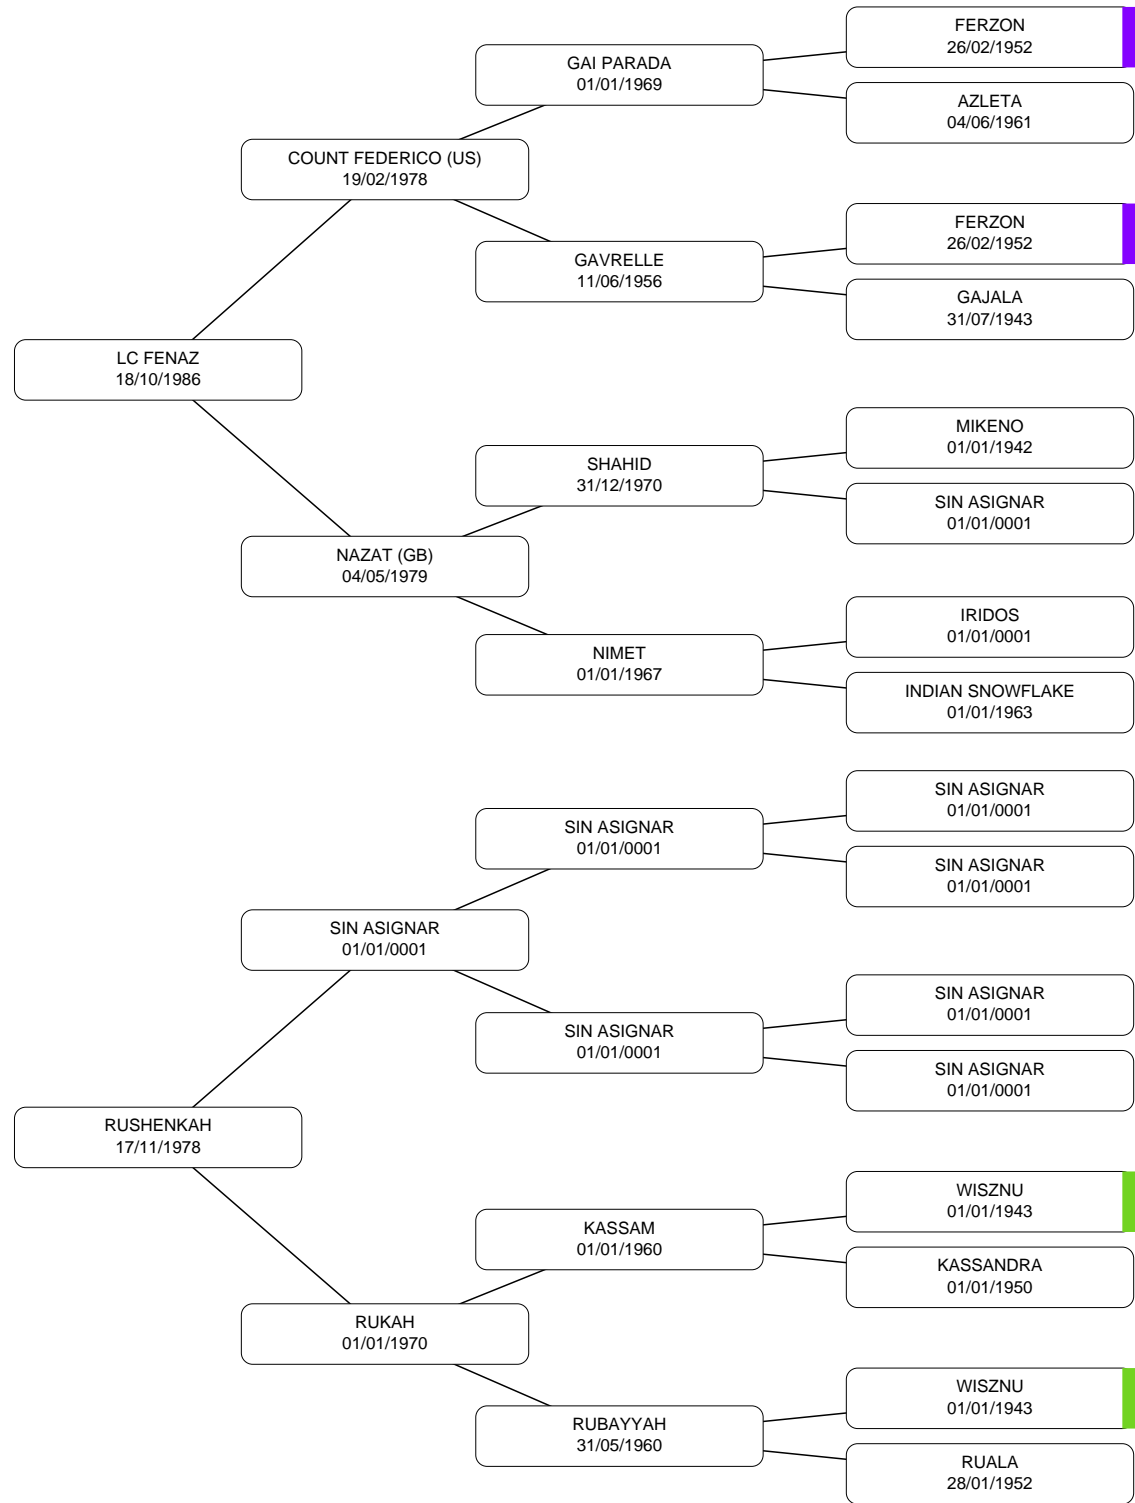 FERZON
26/02/1952
GAI PARADA
01/01/1969
AZLETA
04/06/1961
COUNT FEDERICO (US)
19/02/1978
FERZON
26/02/1952
GAVRELLE
11/06/1956
GAJALA
31/07/1943
LC FENAZ
18/10/1986
MIKENO
01/01/1942
SHAHID
31/12/1970
SIN ASIGNAR
01/01/0001
NAZAT (GB)
04/05/1979
IRIDOS
01/01/0001
NIMET
01/01/1967
INDIAN SNOWFLAKE
01/01/1963
SIN ASIGNAR
01/01/0001
SIN ASIGNAR
01/01/0001
SIN ASIGNAR
01/01/0001
SIN ASIGNAR
01/01/0001
SIN ASIGNAR
01/01/0001
SIN ASIGNAR
01/01/0001
SIN ASIGNAR
01/01/0001
RUSHENKAH
17/11/1978
WISZNU
01/01/1943
KASSAM
01/01/1960
KASSANDRA
01/01/1950
RUKAH
01/01/1970
WISZNU
01/01/1943
RUBAYYAH
31/05/1960
RUALA
28/01/1952